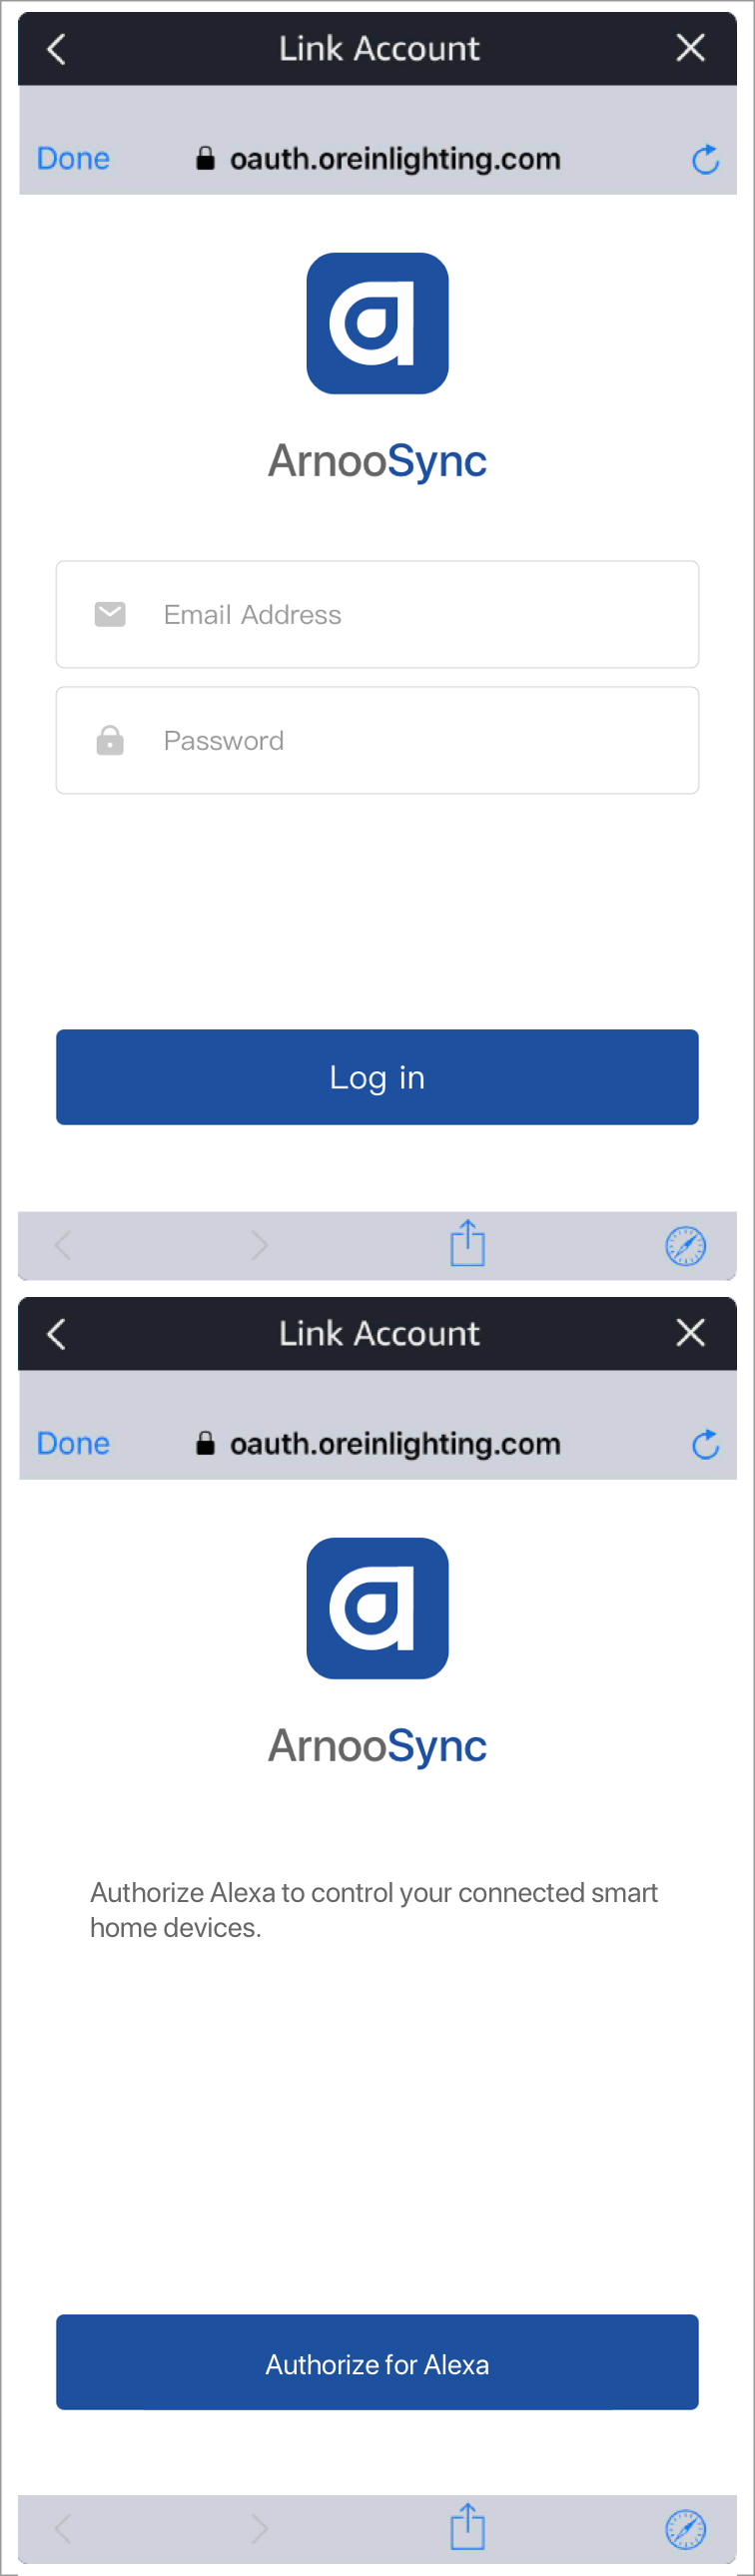 Link Account
Done oauth.oreinlighting.com
ArnooSync
Email Address
Password
Log in
Link Account
Done oauth.oreinlighting.com
ArnooSync
Authorize Alexa to control your connected smart
home devices.
Authorize for Alexa